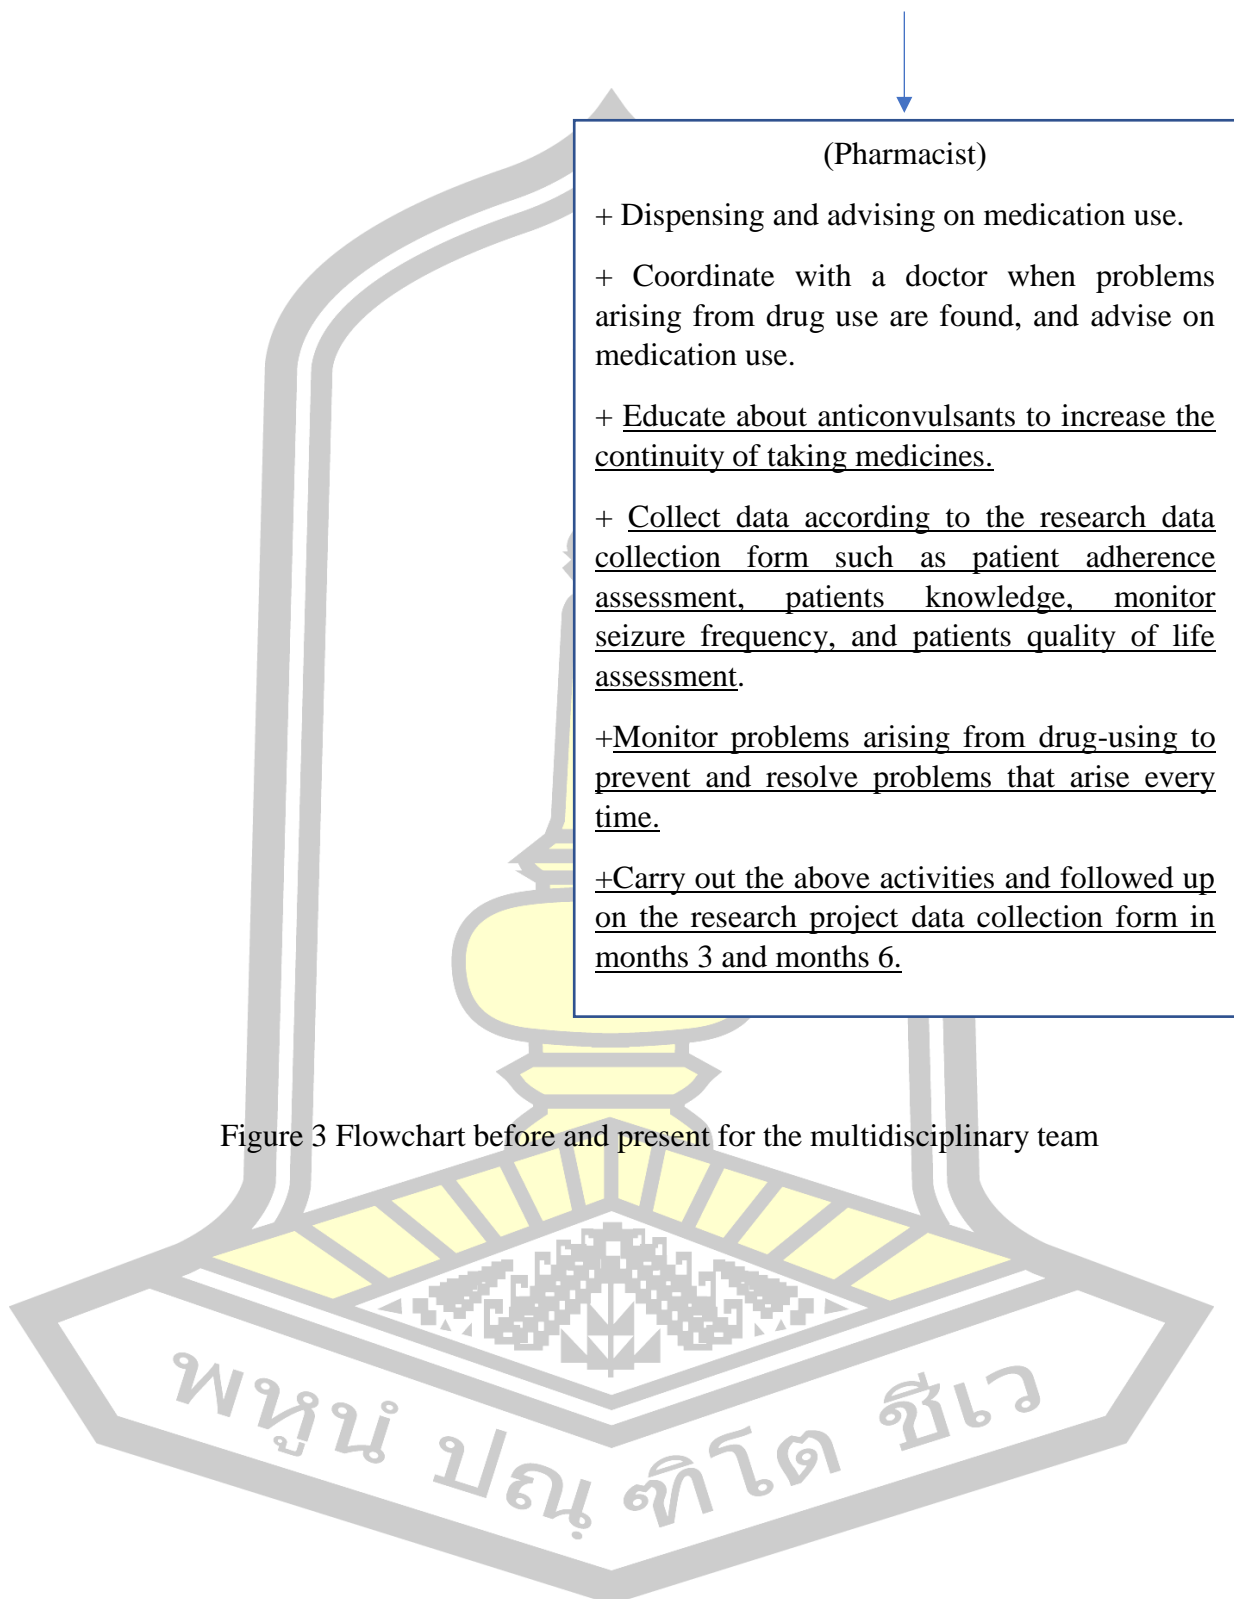 (Pharmacist)
+ Dispensing and advising on medication use.
+ Coordinate with a doctor when problems
arising from drug use are found, and advise on
medication use.
+ Educate about anticonvulsants to increase the
continuity of taking medicines.
+ Collect data according to the research data
collection form such as patient adherence
assessment, patients knowledge, monitor
seizure frequency, and patients quality of life
assessment.
+Monitor problems arising from drug-using to
prevent and resolve problems that arise every
time.
+Carry out the above activities and followed up
on the research project data collection form in
months 3 and months 6.
Figure 3 Flowchart before and present for the multidisciplinary team
พหูนํ ปณฺฑิโต ชีเว